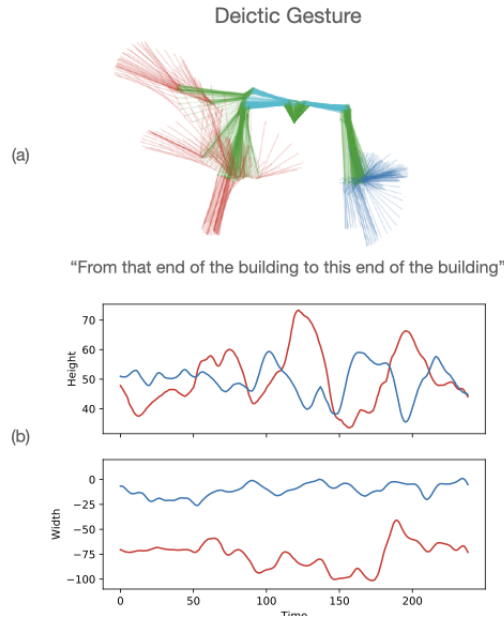 Deictic Gesture
(a)
“From that end of the building to this end of the building”
(b)
Height
70
60
50
40
Width
0
−25
−50
−75
−100
0
50
100
150
200
Time